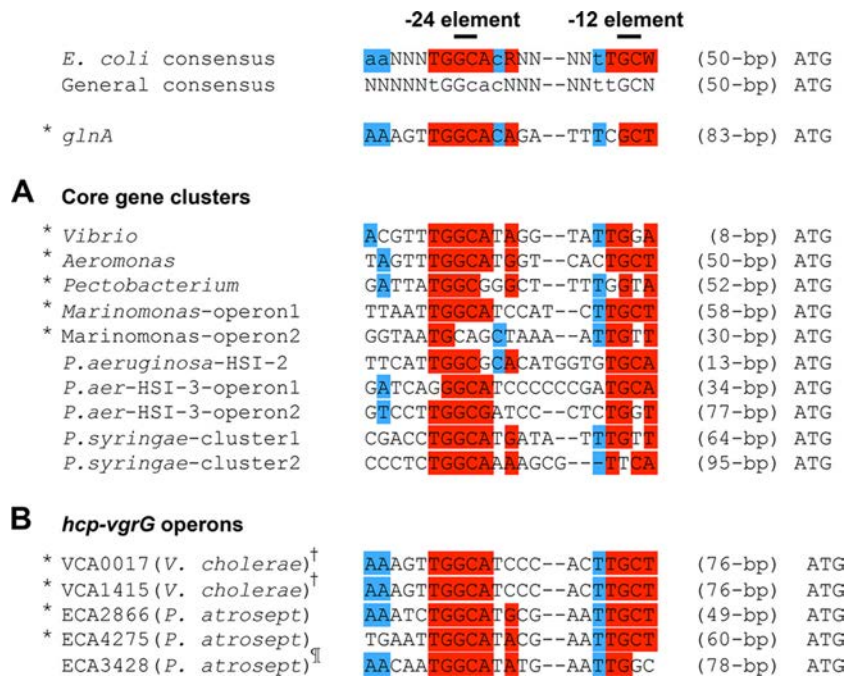 -24 element -12 element
E. coli consensus aaNNNTGGCAcRNN--NNtTGCW (50-bp) ATG
General consensus NNNNNtGGcacNNN-NNttGCN (50-bp) ATG
* glnA AAAGTTGGCACAGA--TTTCGCT (83-bp) ATG
A Core gene clusters
* Vibrio ACGTTTGGCATAGG--TATTGGA (8-bp) ATG
* Aeromonas TAGTTTGGCATGGT--CACTGCT (50-bp) ATG
* Pectobacterium GATTATGGCGGGCT--TTTGGTA (52-bp) ATG
* Marinomonas-operon1 TTAATTGGCATCCAT--CTTGCT (58-bp) ATG
* Marinomonas-operon2 GGTAATGCAGCTAAA-ATTGTT (30-bp) ATG
P.aeruginosa-HSI-2 TTCATTGGCGCACATGGTGTGCA (13-bp) ATG
P.aer-HSI-3-operon1 GATCAGGGCATCCCCCCGATGCA (34-bp) ATG
P.aer-HSI-3-operon2 GTCCTTGGCGATCC--CTCTGGT (77-bp) ATG
P.syringae-cluster1 CGACCTGGCATGATA-TTTGTT (64-bp) ATG
P.syringae-cluster2 CCCTCTGGCAAAAGCG---TTCA (95-bp) ATG
B hcp-vgrG operons
* VCA0017(V. cholerae)† AAAGTTGGCATCCC--ACTTGCT (76-bp) ATG
* VCA1415(V. cholerae)† AAAGTTGGCATCCC--ACTTGCT (76-bp) ATG
* ECA2866(P. atrosept) AAATCTGGCATGCG--AATTGCT (49-bp) ATG
* ECA4275(P. atrosept) TGAATTGGCATACG--AATTGCT (60-bp) ATG
ECA3428(P. atrosept)¶ AACAATGGCATATG--AATTGGC (78-bp) ATG